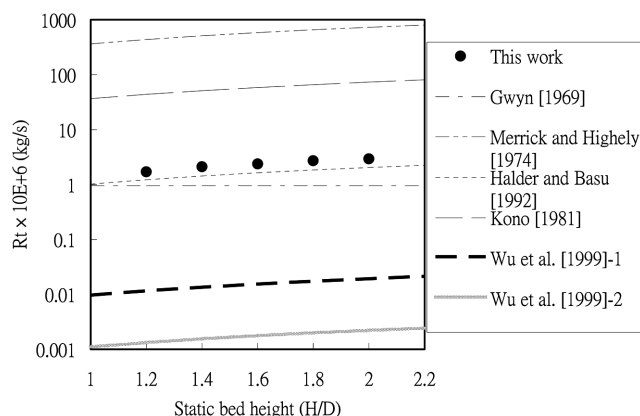 1000
100
10
1
0.1
0.01
0.001
Rt × 10E+6 (kg/s)
1 1.2 1.4 1.6 1.8 2 2.2
Static bed height (H/D)
This work
Gwyn [1969]
Merrick and Highely
[1974]
Halder and Basu
[1992]
Kono [1981]
Wu et al. [1999]-1
Wu et al. [1999]-2